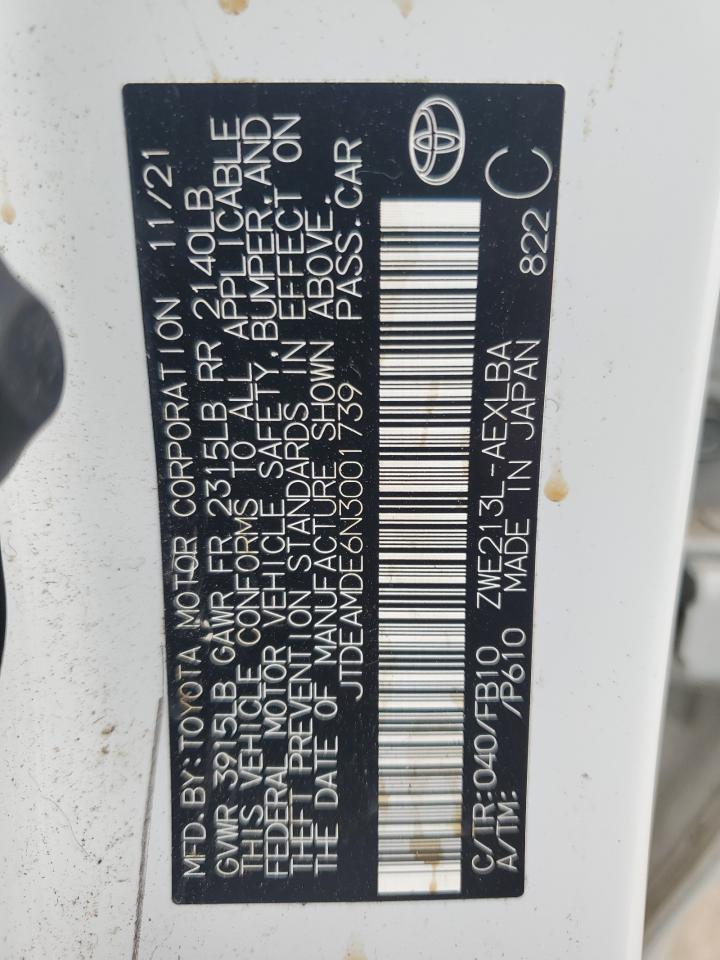 MFD.BY:TOYOTA MOTOR CORPORATION 11/21
GVWR 3915LB GAWR FR 2315LB RR 2140LB
THIS VEHICLE CONFORMS TO ALL APPLICABLE
FEDERAL MOTOR VEHICLE SAFETY,BUMPER,AND
THEFT PREVENTION STANDARDS IN EFFECT ON
THE DATE OF MANUFACTURE SHOWN ABOVE.
JTDEAMDE6N3001739 PASS.CAR
C/TR:040/FB10 ZWE213L-AEXLBA
A/TM: /P610 MADE IN JAPAN 822 C